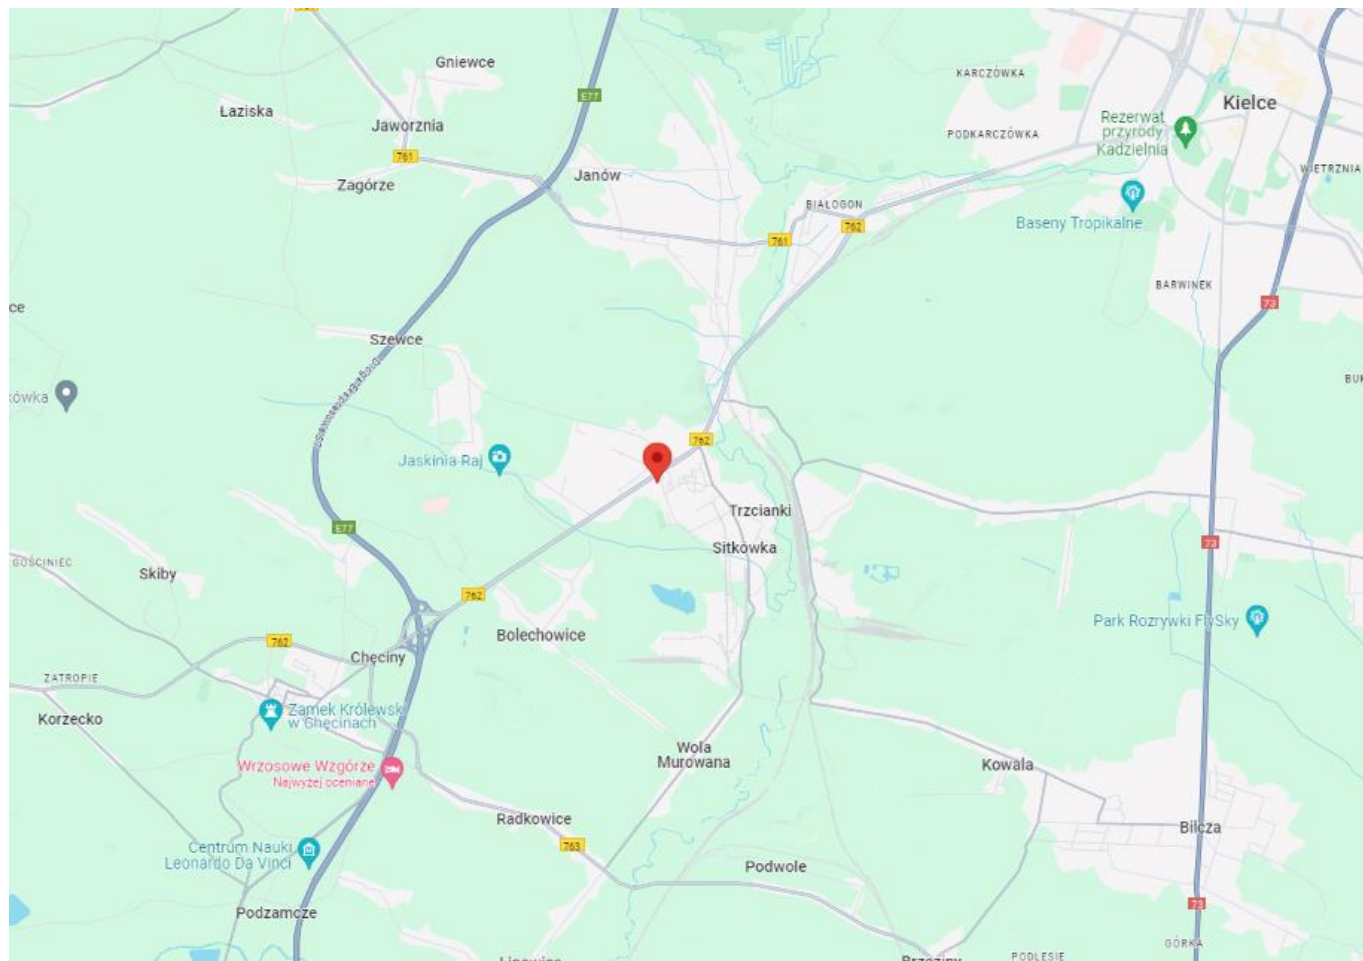 Gniewce
KARCZÓWKA
E77
Kielce
Łaziska
Rezerwat
przyrody
Kadzielnia
Jaworznia
PODKARCZÓWKA
761
WIETRZNIA
Janów
Zagórze
BIAŁOGON
Baseny Tropikalne
762
761
BARWINEK
73
Szewce
762
Jaskinia Raj
Trzcianki
E77
73
Sitkówka
GOŚCINIEC
Skiby
762
Park Rozrywki FlySky
Bolechowice
762
Chęciny
ZATROPIE
Zamek Królewsk
w Chęcinach
Korzecko
Wola
Murowana
Wrzosowe Wzgórze
Najwyżej oceniane
Kowala
Radkowice
Bilcza
763
Centrum Nauki
Leonardo Da Vinci
Podwole
73
Podzamcze
GÓRKA
PODLESIE